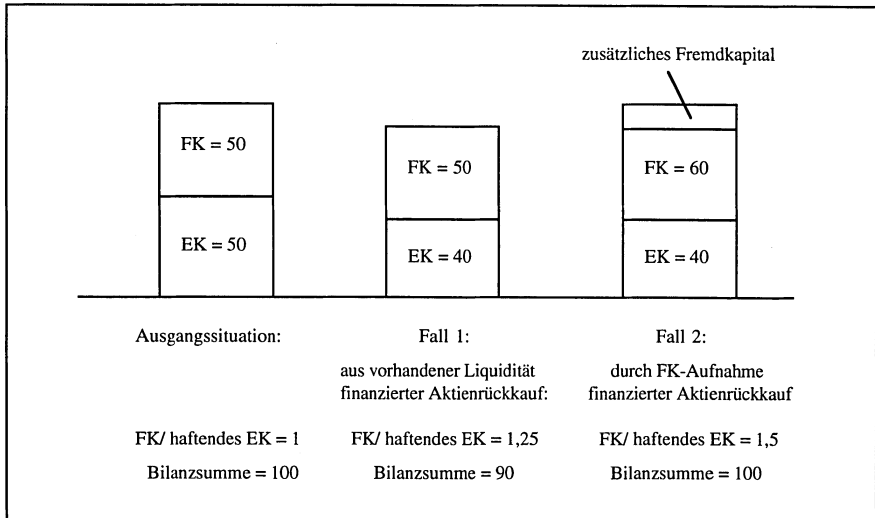 zusätzliches Fremdkapital
FK = 50
EK = 50
FK = 50
EK = 40
FK = 60
EK = 40
Ausgangssituation:
FK/ haftendes EK = 1
Bilanzsumme = 100
Fall 1:
aus vorhandener Liquidität
finanzierter Aktienrückkauf:
FK/ haftendes EK = 1,25
Bilanzsumme = 90
Fall 2:
durch FK-Aufnahme
finanzierter Aktienrückkauf
FK/ haftendes EK = 1,5
Bilanzsumme = 100